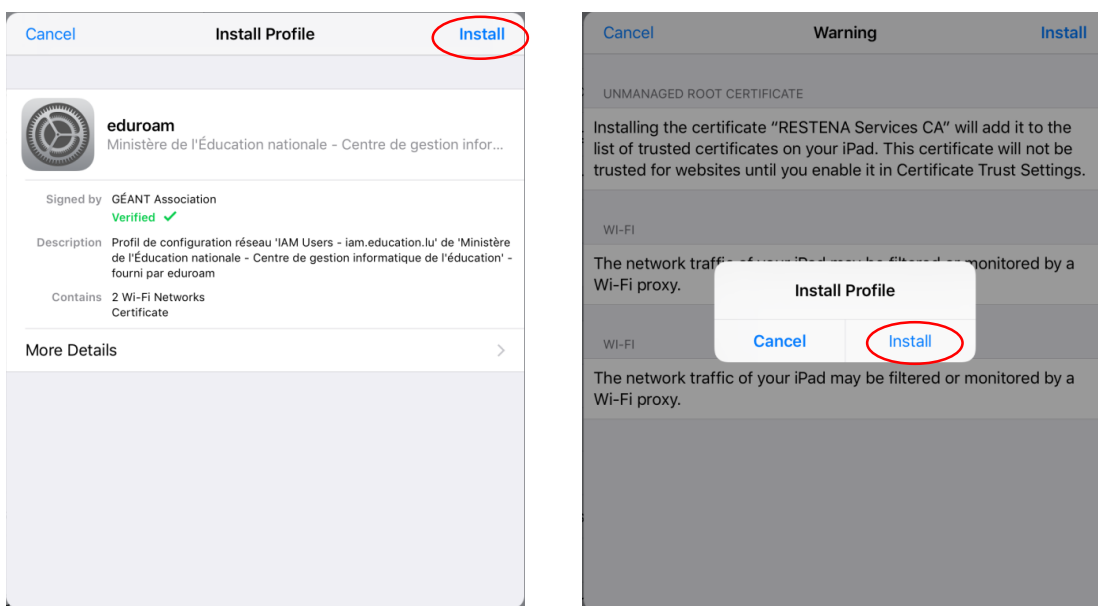 Cancel
Install Profile
Install
eduroam
Ministère de l'Éducation nationale - Centre de gestion infor...
Signed by GÉANT Association
Verified ✓
Description Profil de configuration réseau 'IAM Users - iam.education.lu' de 'Ministère
de l'Éducation nationale - Centre de gestion informatique de l'éducation' -
fourni par eduroam
Contains 2 Wi-Fi Networks
Certificate
More Details
Cancel
Warning
Install
UNMANAGED ROOT CERTIFICATE
Installing the certificate “RESTENA Services CA” will add it to the
list of trusted certificates on your iPad. This certificate will not be
trusted for websites until you enable it in Certificate Trust Settings.
WI-FI
The network traffic of your iPad may be filtered or monitored by a
Wi-Fi proxy.
Install Profile
Cancel
Install
WI-FI
The network traffic of your iPad may be filtered or monitored by a
Wi-Fi proxy.